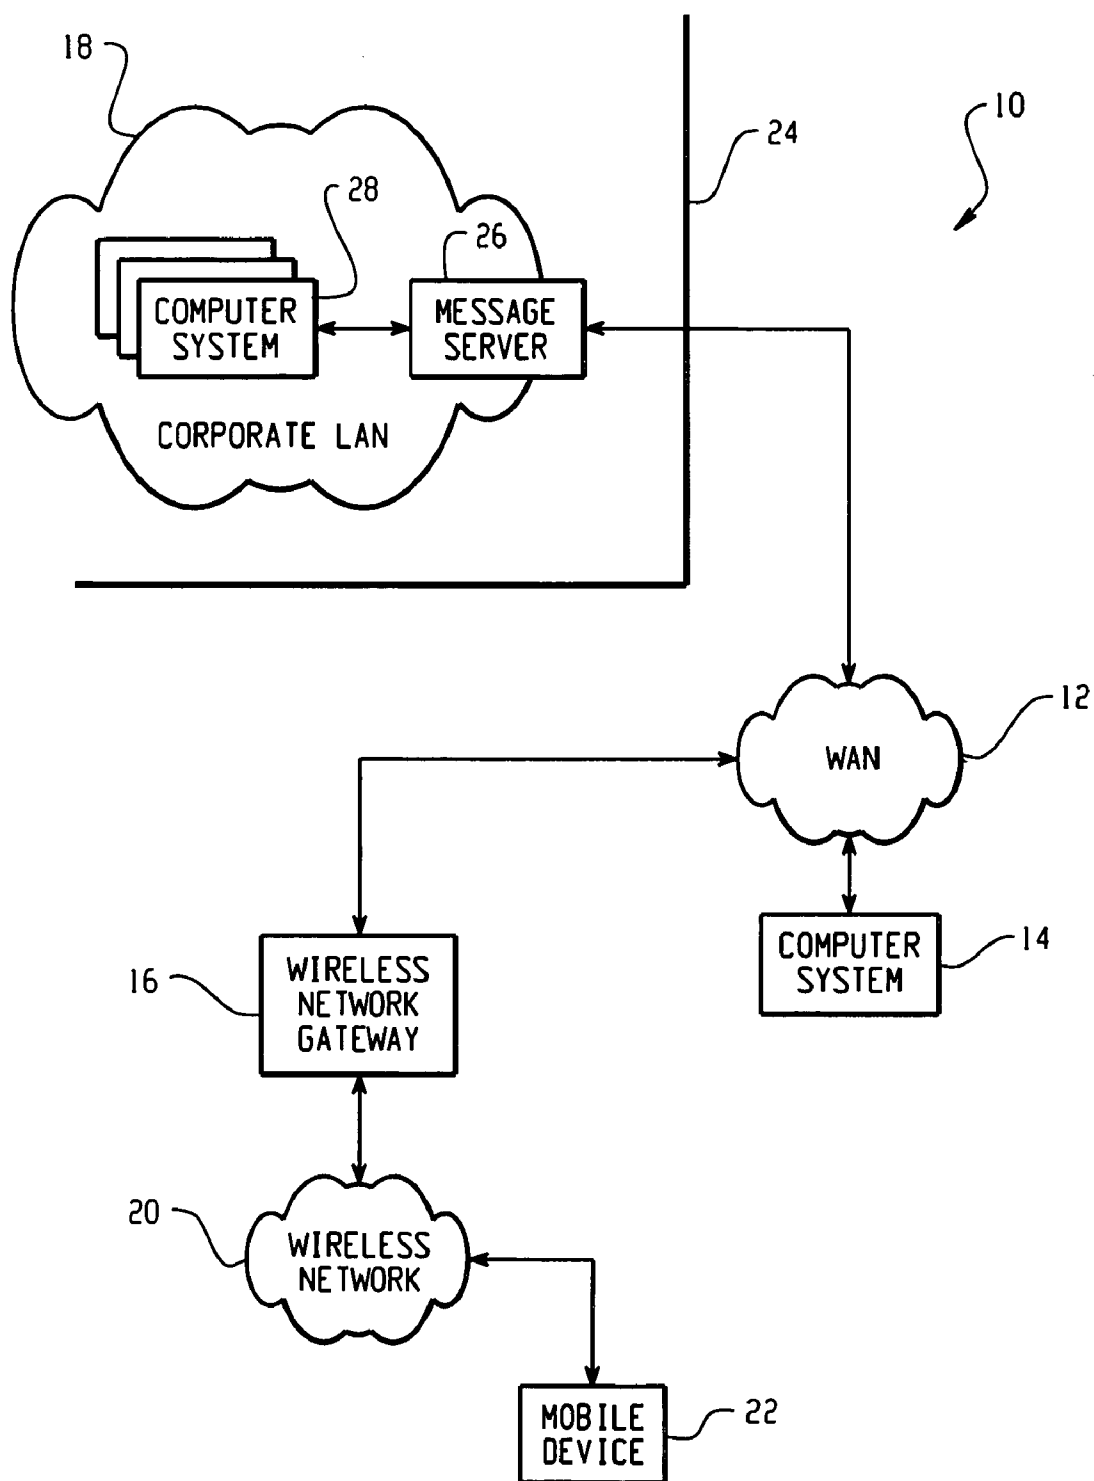 18
10
24
28
26
COMPUTER
SYSTEM
MESSAGE
SERVER
CORPORATE LAN
12
WAN
COMPUTER
SYSTEM
14
16
WIRELESS
NETWORK
GATEWAY
20
WIRELESS
NETWORK
MOBILE
DEVICE
22